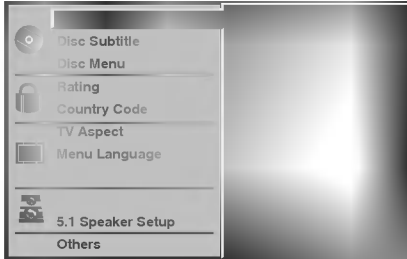 Disc Subtitle
Disc Menu
Rating
Country Code
TV Aspect
Menu Language
5.1 Speaker Setup
Others